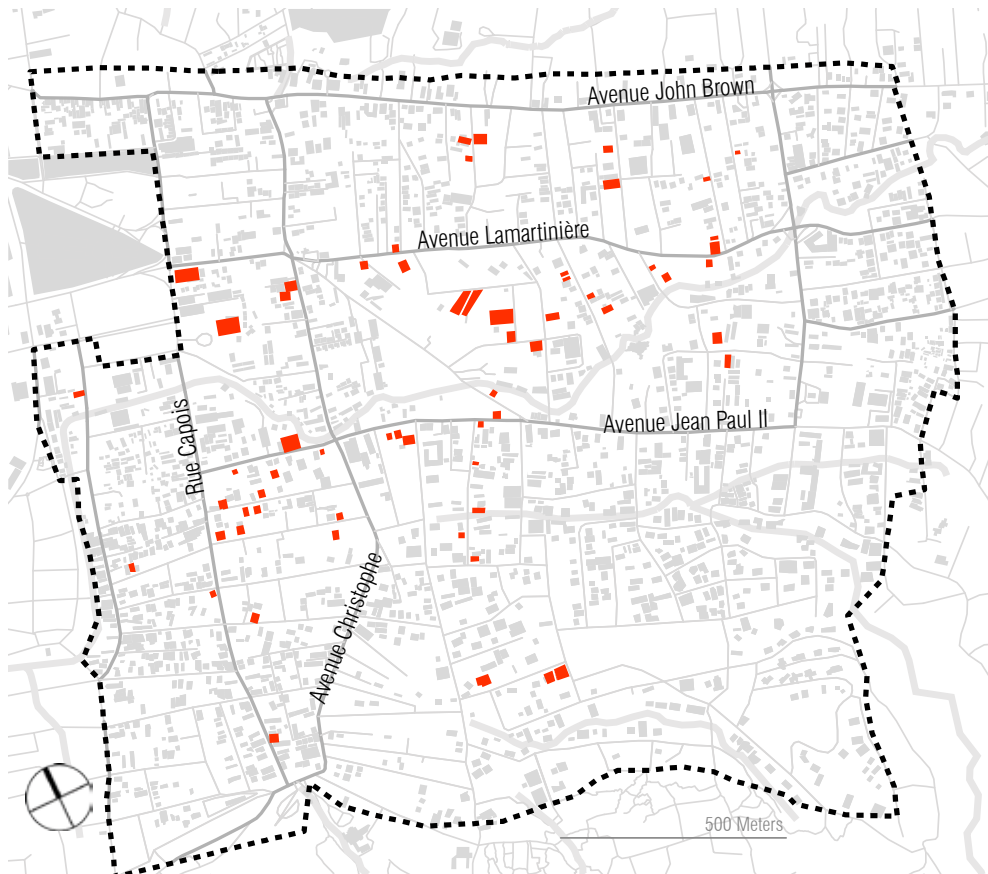 Avenue John Brown
Avenue Lamartinière
Rue Capois
Avenue Jean Paul II
Avenue Christophe
500 Meters